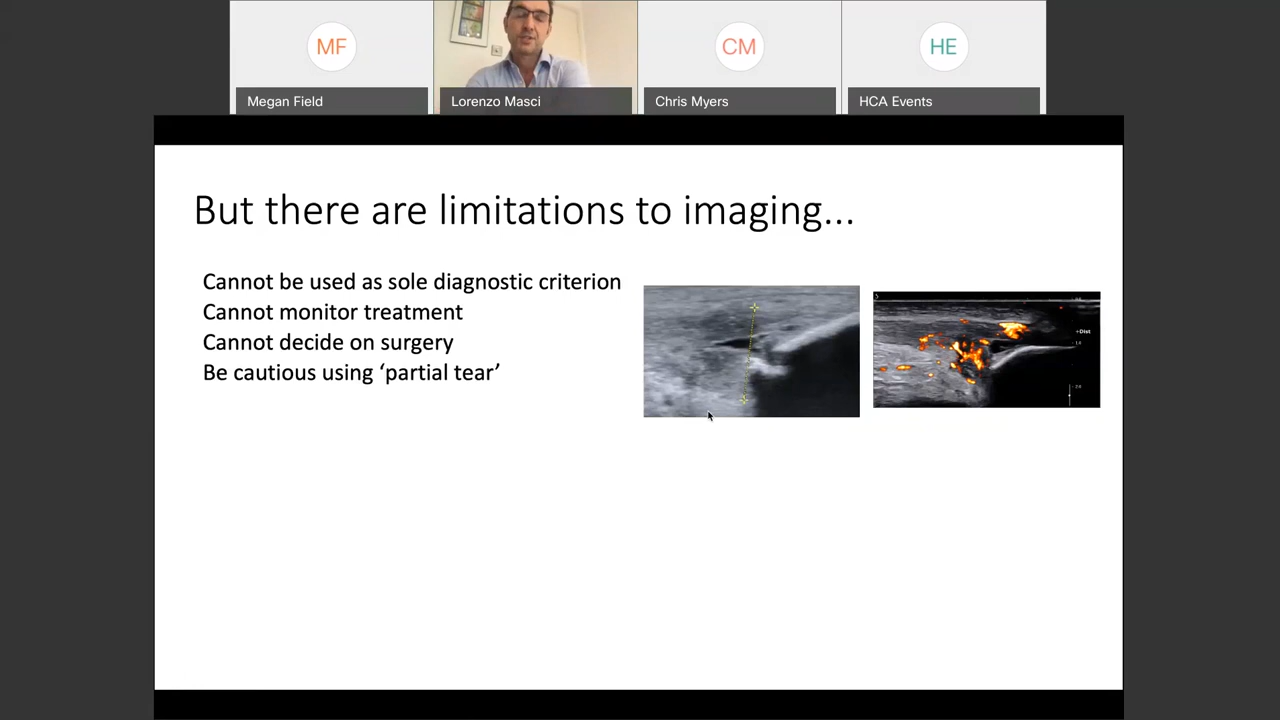 MF
CM
HE
Megan Field
Lorenzo Masci
Chris Myers
HCA Events
But there are limitations to imaging...
Cannot be used as sole diagnostic criterion
Cannot monitor treatment
Cannot decide on surgery
Be cautious using ‘partial tear’
+Dist